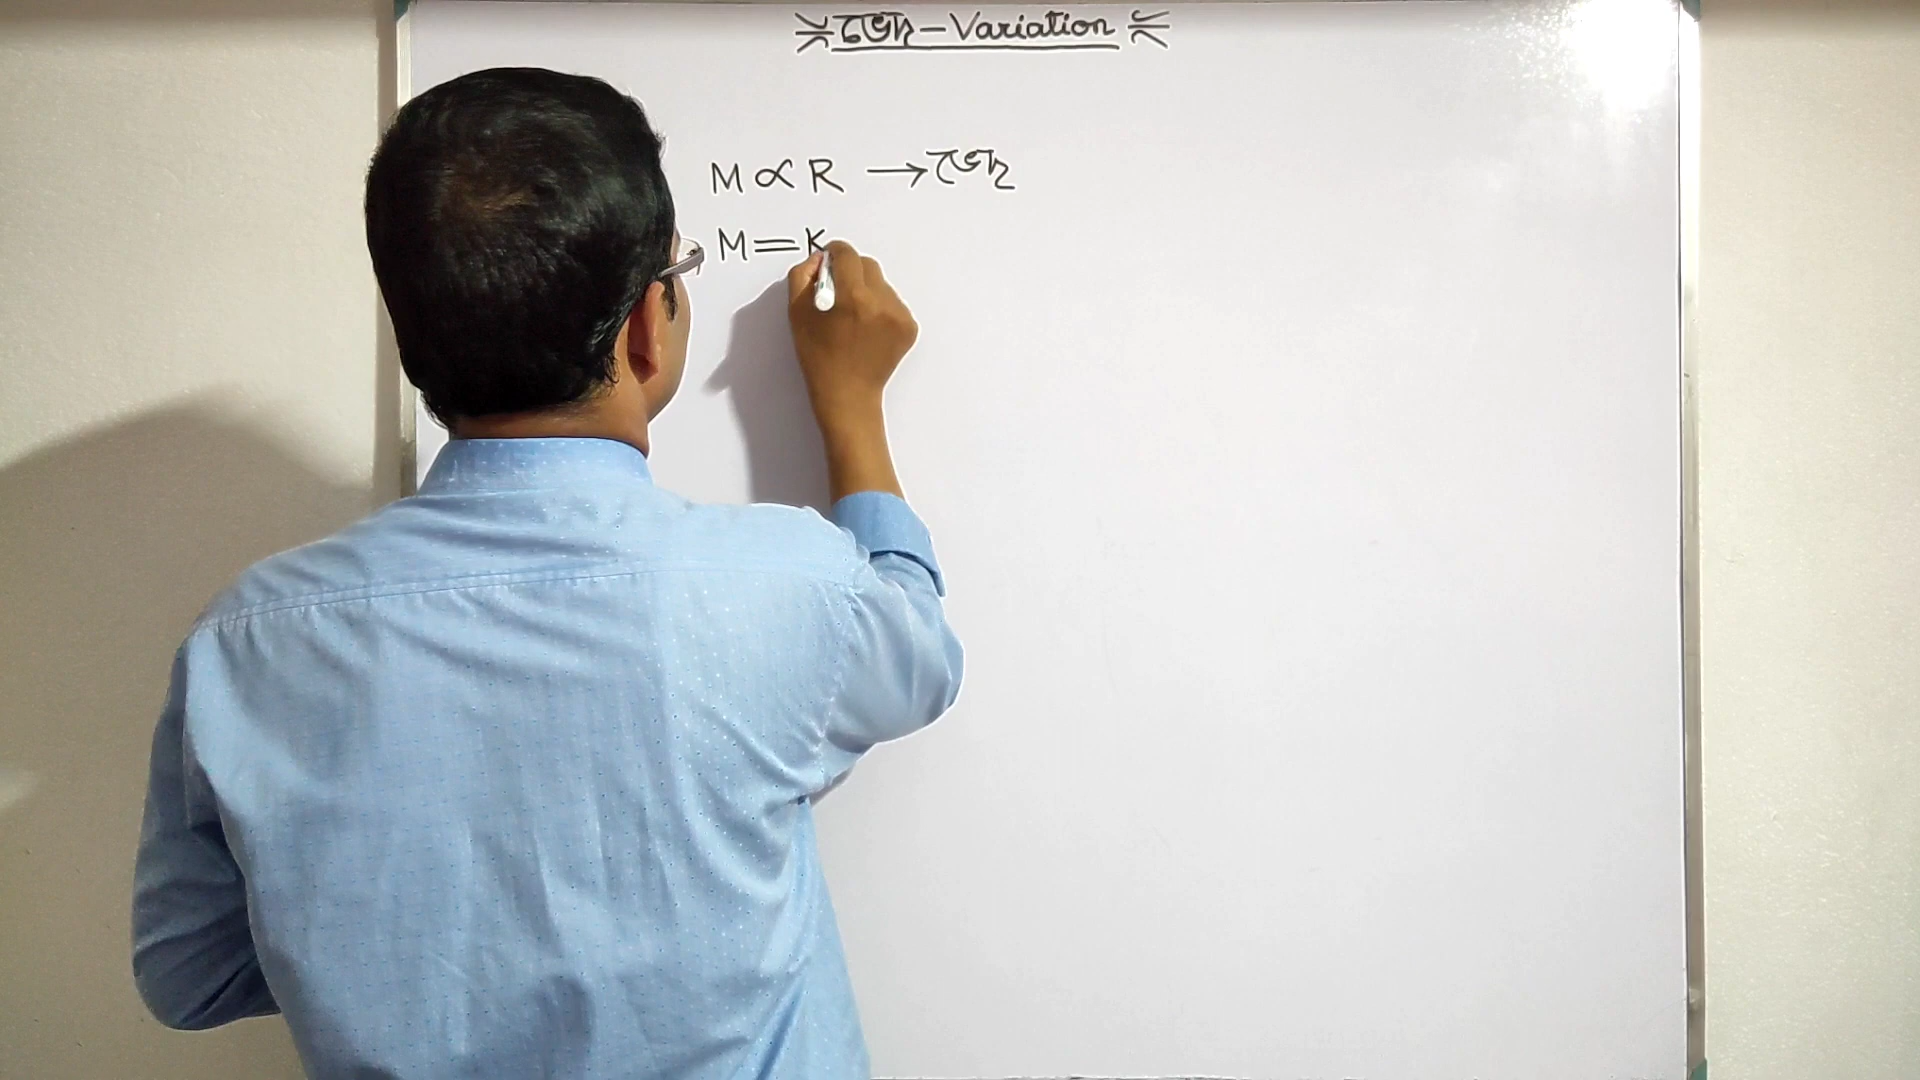 ভেদ - Variation
M ∝ R → ভেদ
M = K